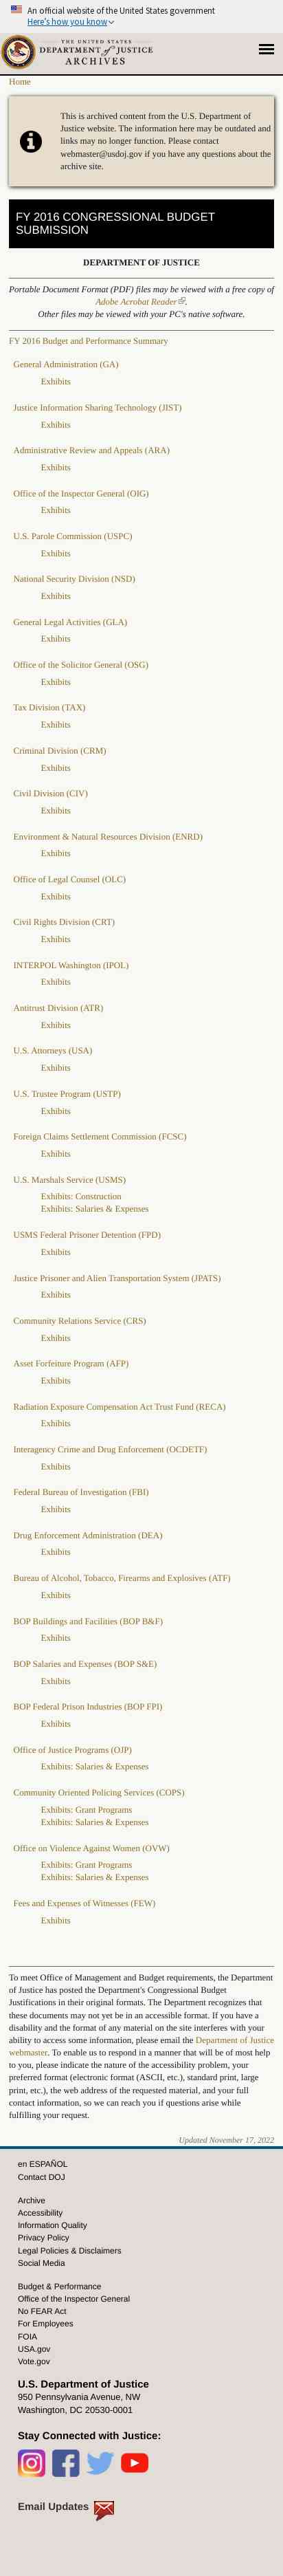 An official website of the United States government
Here's how you know
THE UNITED STATES
DEPARTMENT OF JUSTICE
ARCHIVES
Home
This is archived content from the U.S. Department of
Justice website. The information here may be outdated and
links may no longer function. Please contact
webmaster@usdoj.gov if you have any questions about the
archive site.
FY 2016 CONGRESSIONAL BUDGET
SUBMISSION
DEPARTMENT OF JUSTICE
Portable Document Format (PDF) files may be viewed with a free copy of
Adobe Acrobat Reader.
Other files may be viewed with your PC's native software.
FY 2016 Budget and Performance Summary
General Administration (GA)
Exhibits
Justice Information Sharing Technology (JIST)
Exhibits
Administrative Review and Appeals (ARA)
Exhibits
Office of the Inspector General (OIG)
Exhibits
U.S. Parole Commission (USPC)
Exhibits
National Security Division (NSD)
Exhibits
General Legal Activities (GLA)
Exhibits
Office of the Solicitor General (OSG)
Exhibits
Tax Division (TAX)
Exhibits
Criminal Division (CRM)
Exhibits
Civil Division (CIV)
Exhibits
Environment & Natural Resources Division (ENRD)
Exhibits
Office of Legal Counsel (OLC)
Exhibits
Civil Rights Division (CRT)
Exhibits
INTERPOL Washington (IPOL)
Exhibits
Antitrust Division (ATR)
Exhibits
U.S. Attorneys (USA)
Exhibits
U.S. Trustee Program (USTP)
Exhibits
Foreign Claims Settlement Commission (FCSC)
Exhibits
U.S. Marshals Service (USMS)
Exhibits: Construction
Exhibits: Salaries & Expenses
USMS Federal Prisoner Detention (FPD)
Exhibits
Justice Prisoner and Alien Transportation System (JPATS)
Exhibits
Community Relations Service (CRS)
Exhibits
Asset Forfeiture Program (AFP)
Exhibits
Radiation Exposure Compensation Act Trust Fund (RECA)
Exhibits
Interagency Crime and Drug Enforcement (OCDETF)
Exhibits
Federal Bureau of Investigation (FBI)
Exhibits
Drug Enforcement Administration (DEA)
Exhibits
Bureau of Alcohol, Tobacco, Firearms and Explosives (ATF)
Exhibits
BOP Buildings and Facilities (BOP B&F)
Exhibits
BOP Salaries and Expenses (BOP S&E)
Exhibits
BOP Federal Prison Industries (BOP FPI)
Exhibits
Office of Justice Programs (OJP)
Exhibits: Salaries & Expenses
Community Oriented Policing Services (COPS)
Exhibits: Grant Programs
Exhibits: Salaries & Expenses
Office on Violence Against Women (OVW)
Exhibits: Grant Programs
Exhibits: Salaries & Expenses
Fees and Expenses of Witnesses (FEW)
Exhibits
To meet Office of Management and Budget requirements, the Department
of Justice has posted the Department's Congressional Budget
Justifications in their original formats. The Department recognizes that
these documents may not yet be in an accessible format. If you have a
disability and the format of any material on the site interferes with your
ability to access some information, please email the Department of Justice
webmaster. To enable us to respond in a manner that will be of most help
to you, please indicate the nature of the accessibility problem, your
preferred format (electronic format (ASCII, etc.), standard print, large
print, etc.), the web address of the requested material, and your full
contact information, so we can reach you if questions arise while
fulfilling your request.
Updated November 17, 2022
en ESPAÑOL
Contact DOJ
Archive
Accessibility
Information Quality
Privacy Policy
Legal Policies & Disclaimers
Social Media
Budget & Performance
Office of the Inspector General
No FEAR Act
For Employees
FOIA
USA.gov
Vote.gov
U.S. Department of Justice
950 Pennsylvania Avenue, NW
Washington, DC 20530-0001
Stay Connected with Justice:
Email Updates